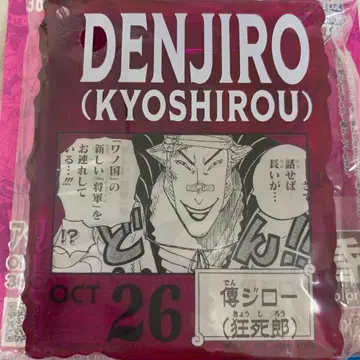 DENJIRO
(KYOSHIROU)
話せば
長いが…
ワノ国の
新しい「将軍」を
お連れして
いる…!!!
!?
どん!!
OCT
26
でん
傳ジロー
きょうしろう
(狂死郎)